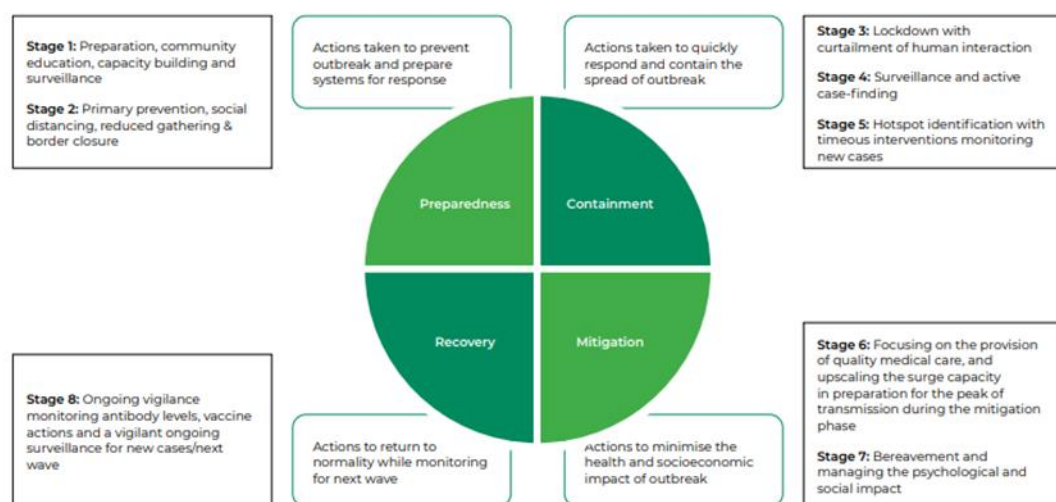 Stage 1: Preparation, community
education, capacity building and
surveillance
Stage 2: Primary prevention, social
distancing, reduced gathering &
border closure
Actions taken to prevent
outbreak and prepare
systems for response
Actions taken to quickly
respond and contain the
spread of outbreak
Stage 3: Lockdown with
curtailment of human interaction
Stage 4: Surveillance and active
case-finding
Stage 5: Hotspot identification with
timeous interventions monitoring
new cases
Preparedness
Containment
Recovery
Mitigation
Stage 8: Ongoing vigilance
monitoring antibody levels, vaccine
actions and a vigilant ongoing
surveillance for new cases/next
wave
Actions to return to
normality while monitoring
for next wave
Actions to minimise the
health and socioeconomic
impact of outbreak
Stage 6: Focusing on the provision
of quality medical care, and
upscaling the surge capacity
in preparation for the peak of
transmission during the mitigation
phase
Stage 7: Bereavement and
managing the psychological and
social impact